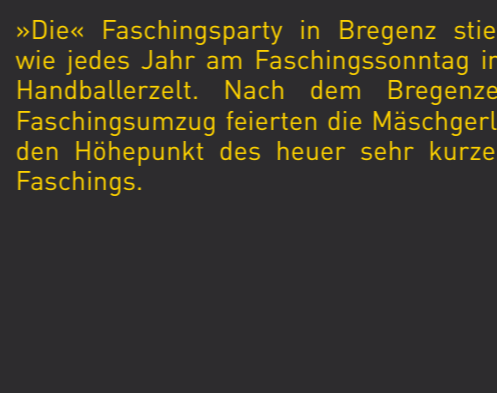 »Die« Faschingsparty in Bregenz stie
wie jedes Jahr am Faschingssonntag
Handballerzelt. Nach dem Bregenze
Faschingsumzug feierten die Mäschgerl
den Höhepunkt des heuer sehr kurze
Faschings.